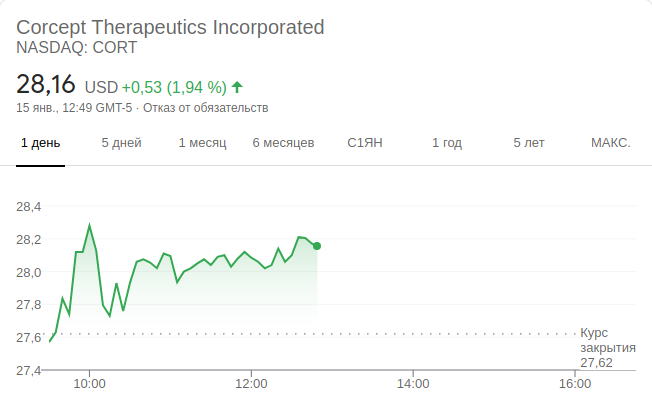 Corcept Therapeutics Incorporated
NASDAQ: CORT
28,16 USD +0,53 (1,94 %)
15 янв., 12:49 GMT-5 · Отказ от обязательств
1 день 5 дней 1 месяц 6 месяцев С1ЯН 1 год 5 лет МАКС.
28,4
28,2
28,0
27,8
27,6
27,4
Курс
закрытия
27,62
10:00 12:00 14:00 16:00